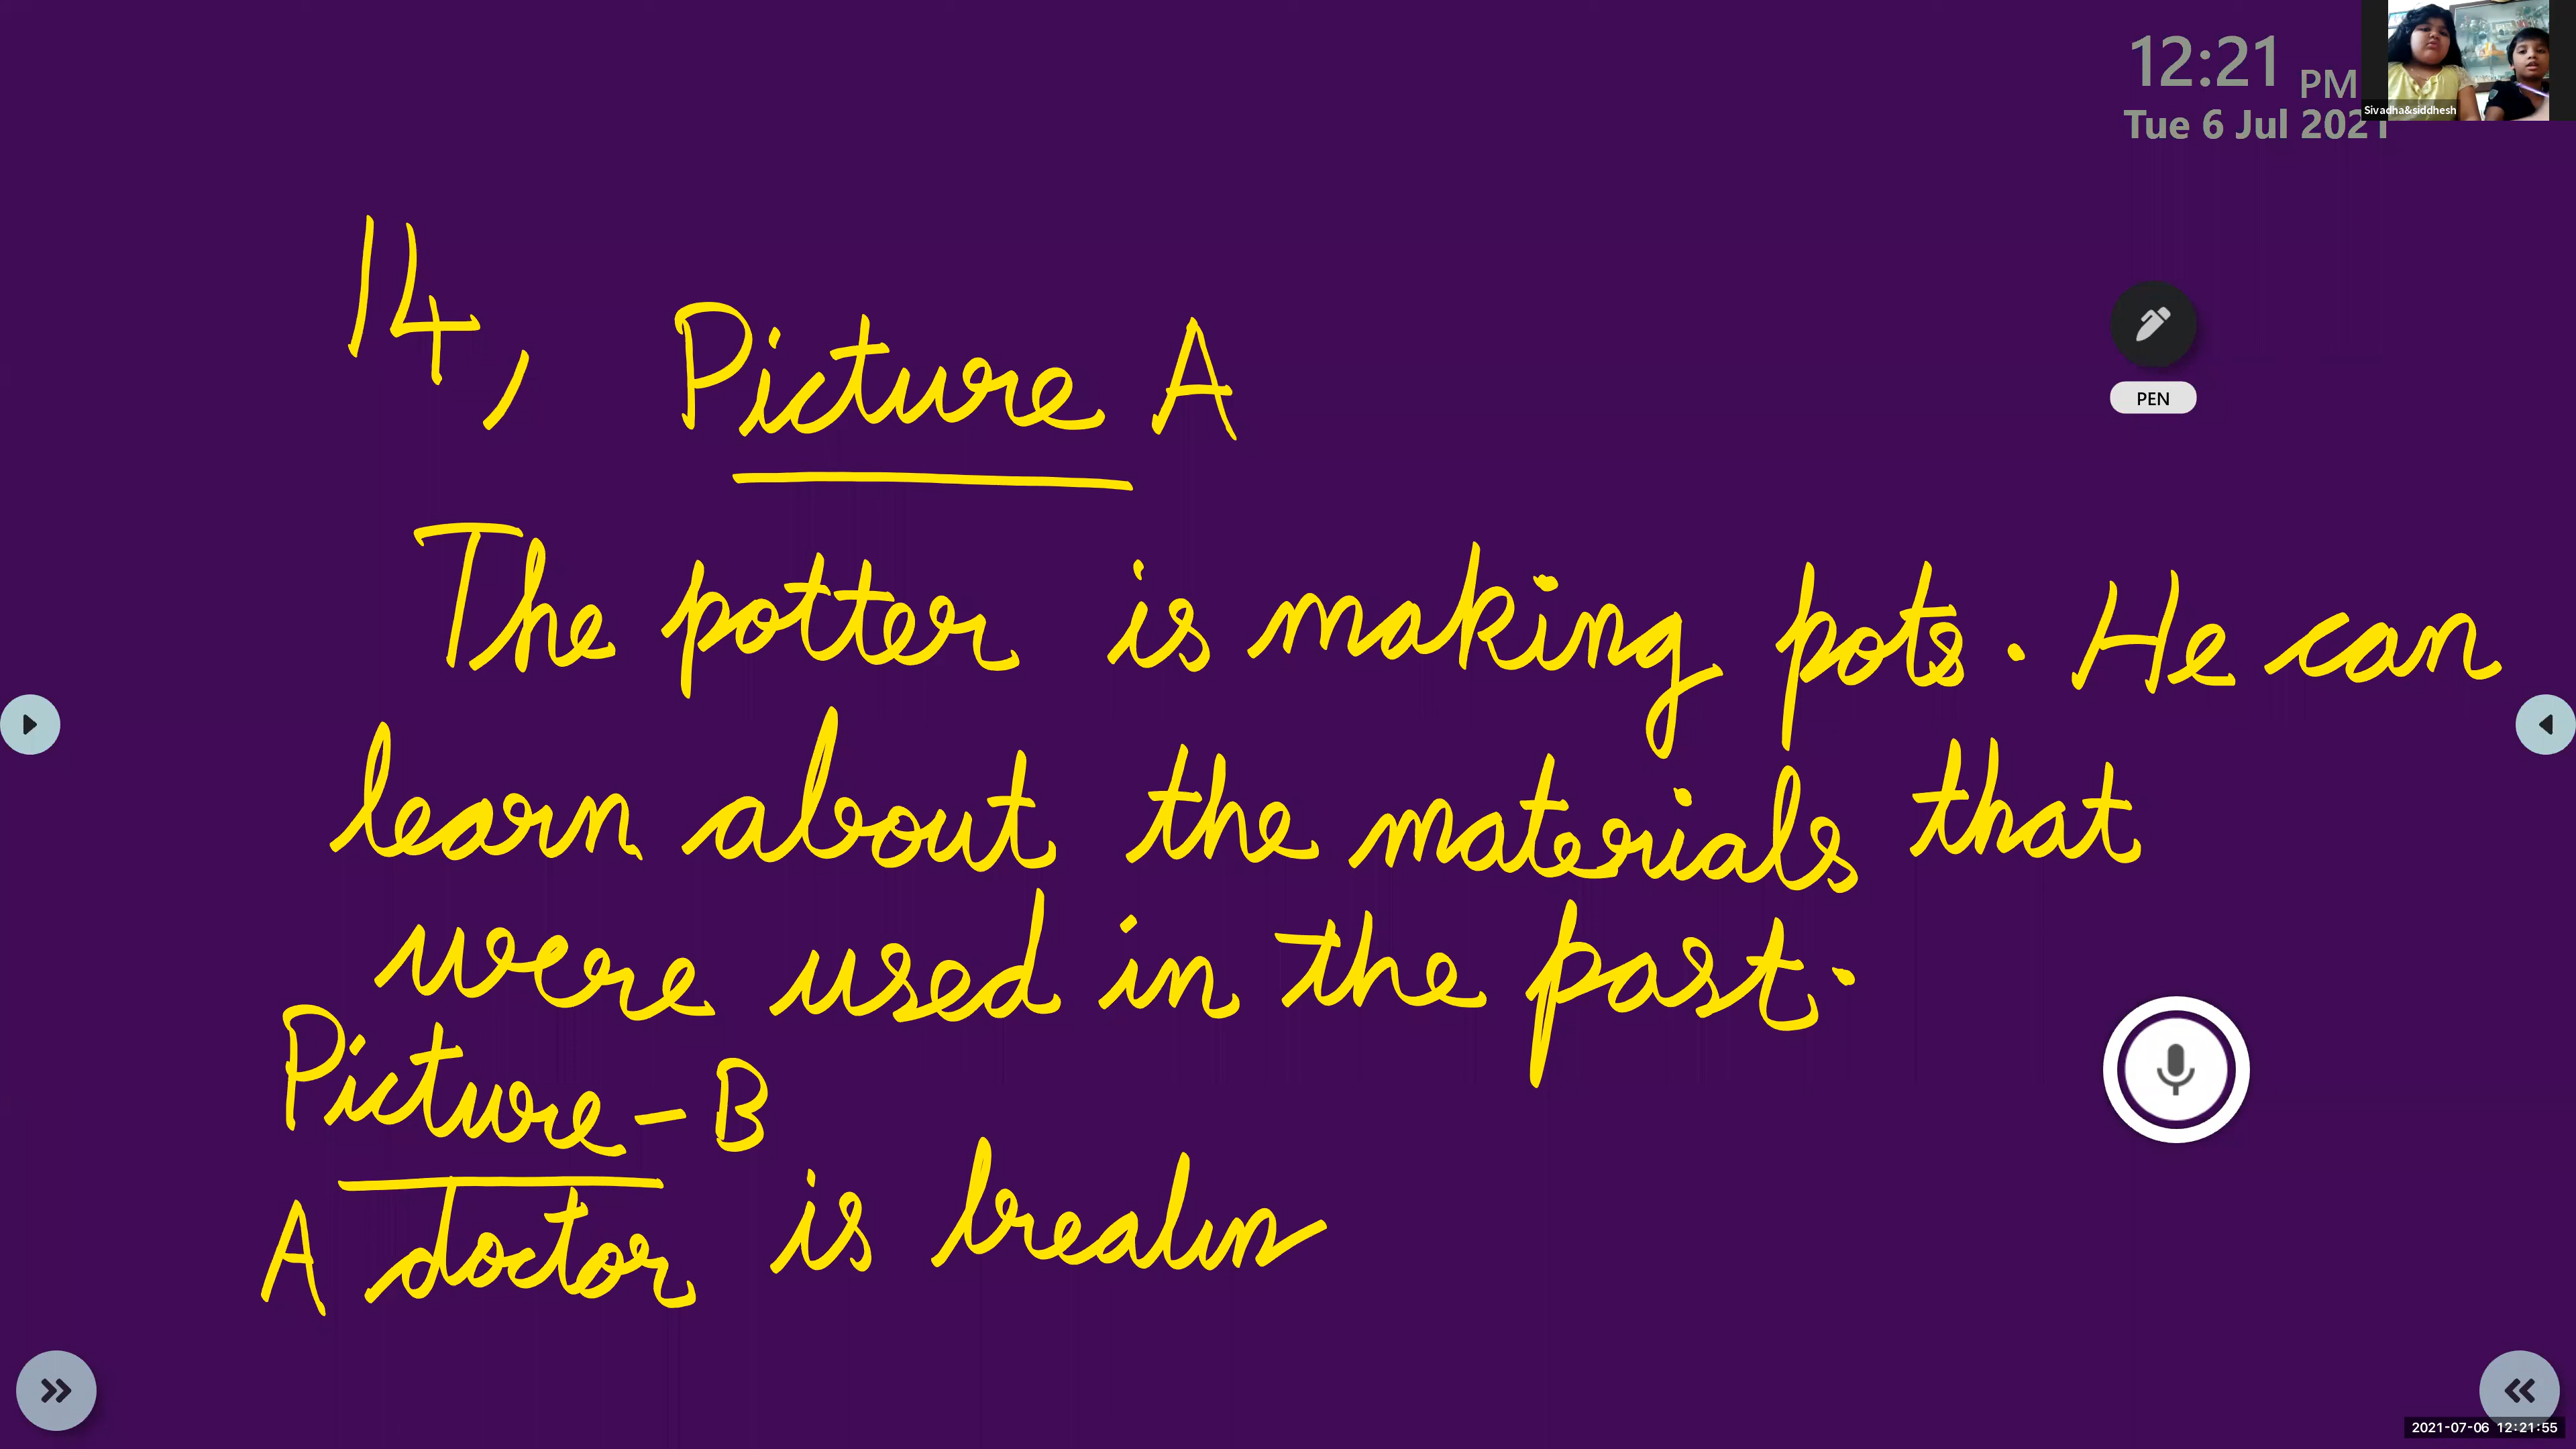 12:21 PM
Tue 6 Jul 2021
Sivadha&siddhesh
14, Picture A
PEN
The potter is making pots. He can
learn about the materials that
were used in the past.
Picture-B
A doctor is
2021-07-06 12:21:55